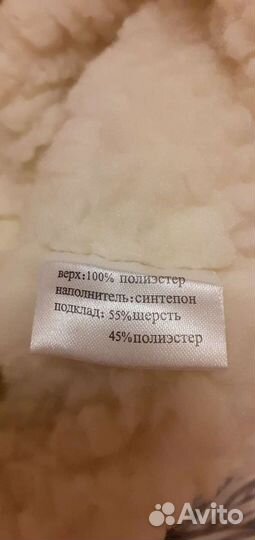 верх:100% полиэстер
наполнитель:синтепон
подклад: 55%шерсть
45%полиэстер
Avito